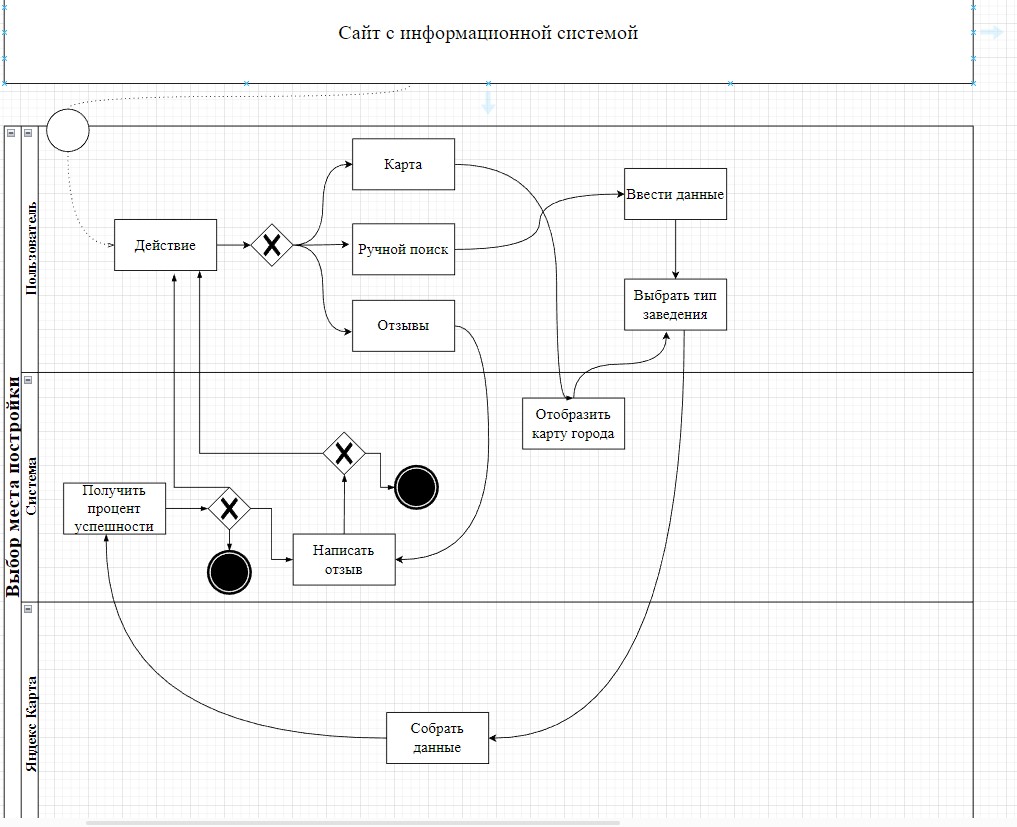 Сайт с информационной системой
Выбор места постройки
Пользователь
Карта
Ввести данные
Действие
Ручной поиск
Выбрать тип
заведения
Отзывы
Система
Отобразить
карту города
Получить
процент
успешности
Написать
отзыв
Яндекс Карта
Собрать
данные